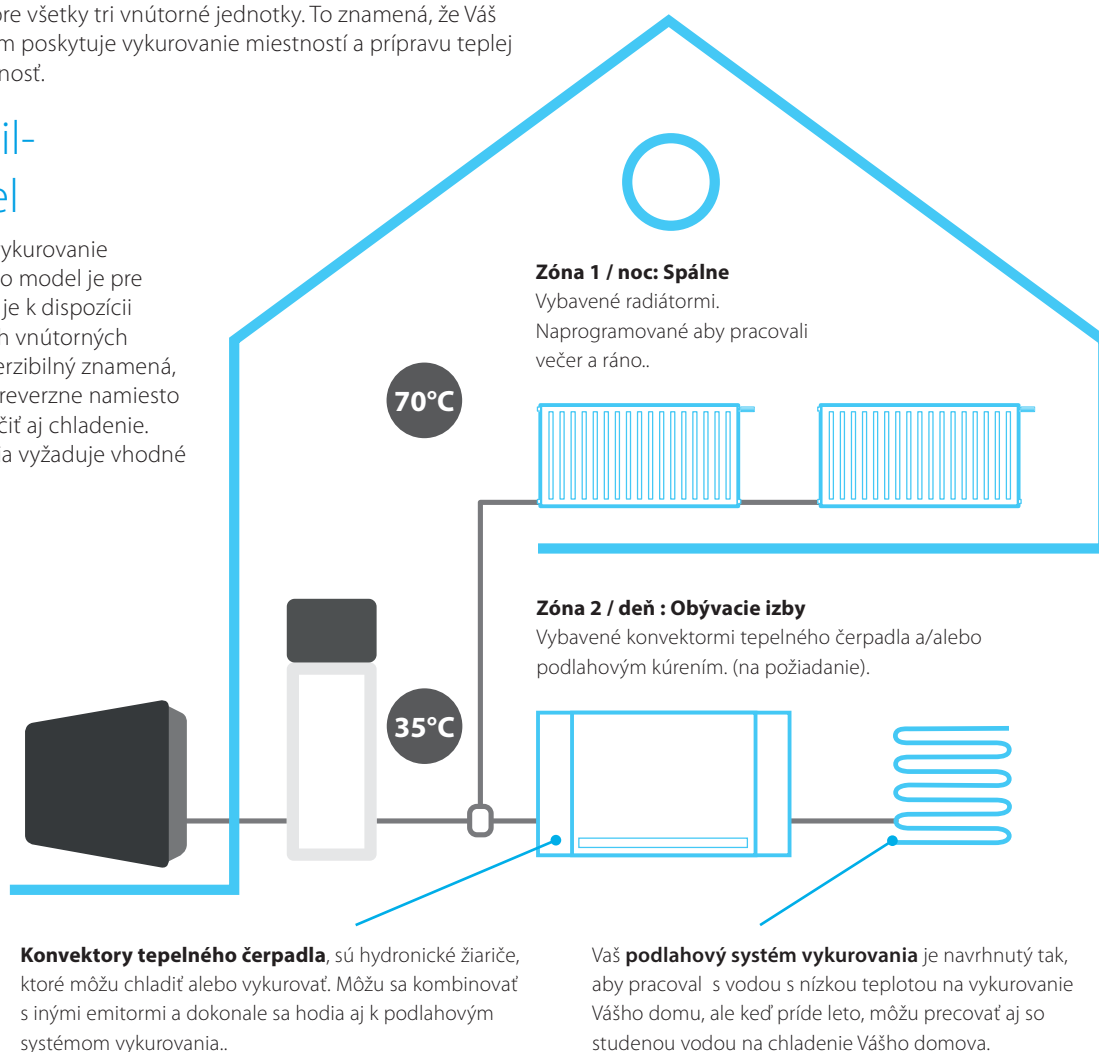 pre všetky tri vnútorné jednotky. To znamená, že Váš
poskytuje vykurovanie miestností a prípravu teplej
il-
el
vykurovanie
model je pre
je k dispozícii
vnútorných
znamená,
reverzne namiesto
aj chladenie.
vyžaduje vhodné
Zóna 1 / noc: Spálne
Vybavené radiátormi.
Naprogramované aby pracovali
večer a ráno..
70°C
Zóna 2 / deň : Obývacie izby
Vybavené konvektormi tepelného čerpadla a/alebo
podlahovým kúrením. (na požiadanie).
35°C
Konvektory tepelného čerpadla, sú hydronické žiariče,
ktoré môžu chladiť alebo vykurovať. Môžu sa kombinovať
s inými emitormi a dokonale sa hodia aj k podlahovým
systémom vykurovania..
Vaš podlahový systém vykurovania je navrhnutý tak,
aby pracoval s vodou s nízkou teplotou na vykurovanie
Vášho domu, ale keď príde leto, môžu precovať aj so
studenou vodou na chladenie Vášho domova.